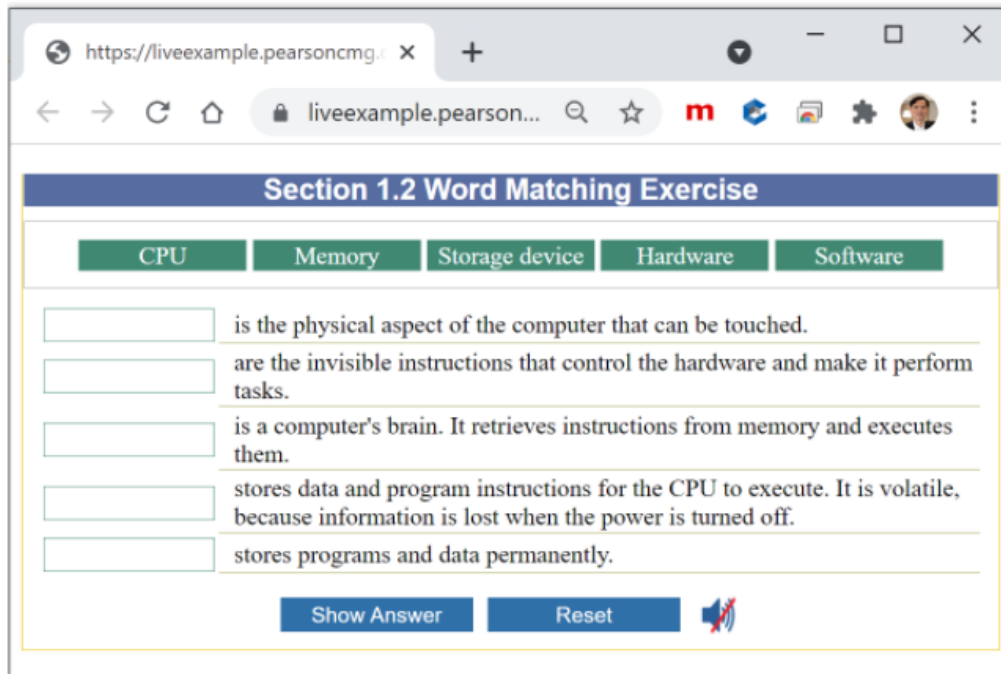 https://liveexample.pearsoncmg.
liveexample.pearson...
m
Section 1.2 Word Matching Exercise
CPU Memory Storage device Hardware Software
is the physical aspect of the computer that can be touched.
are the invisible instructions that control the hardware and make it perform
tasks.
is a computer's brain. It retrieves instructions from memory and executes
them.
stores data and program instructions for the CPU to execute. It is volatile,
because information is lost when the power is turned off.
stores programs and data permanently.
Show Answer Reset